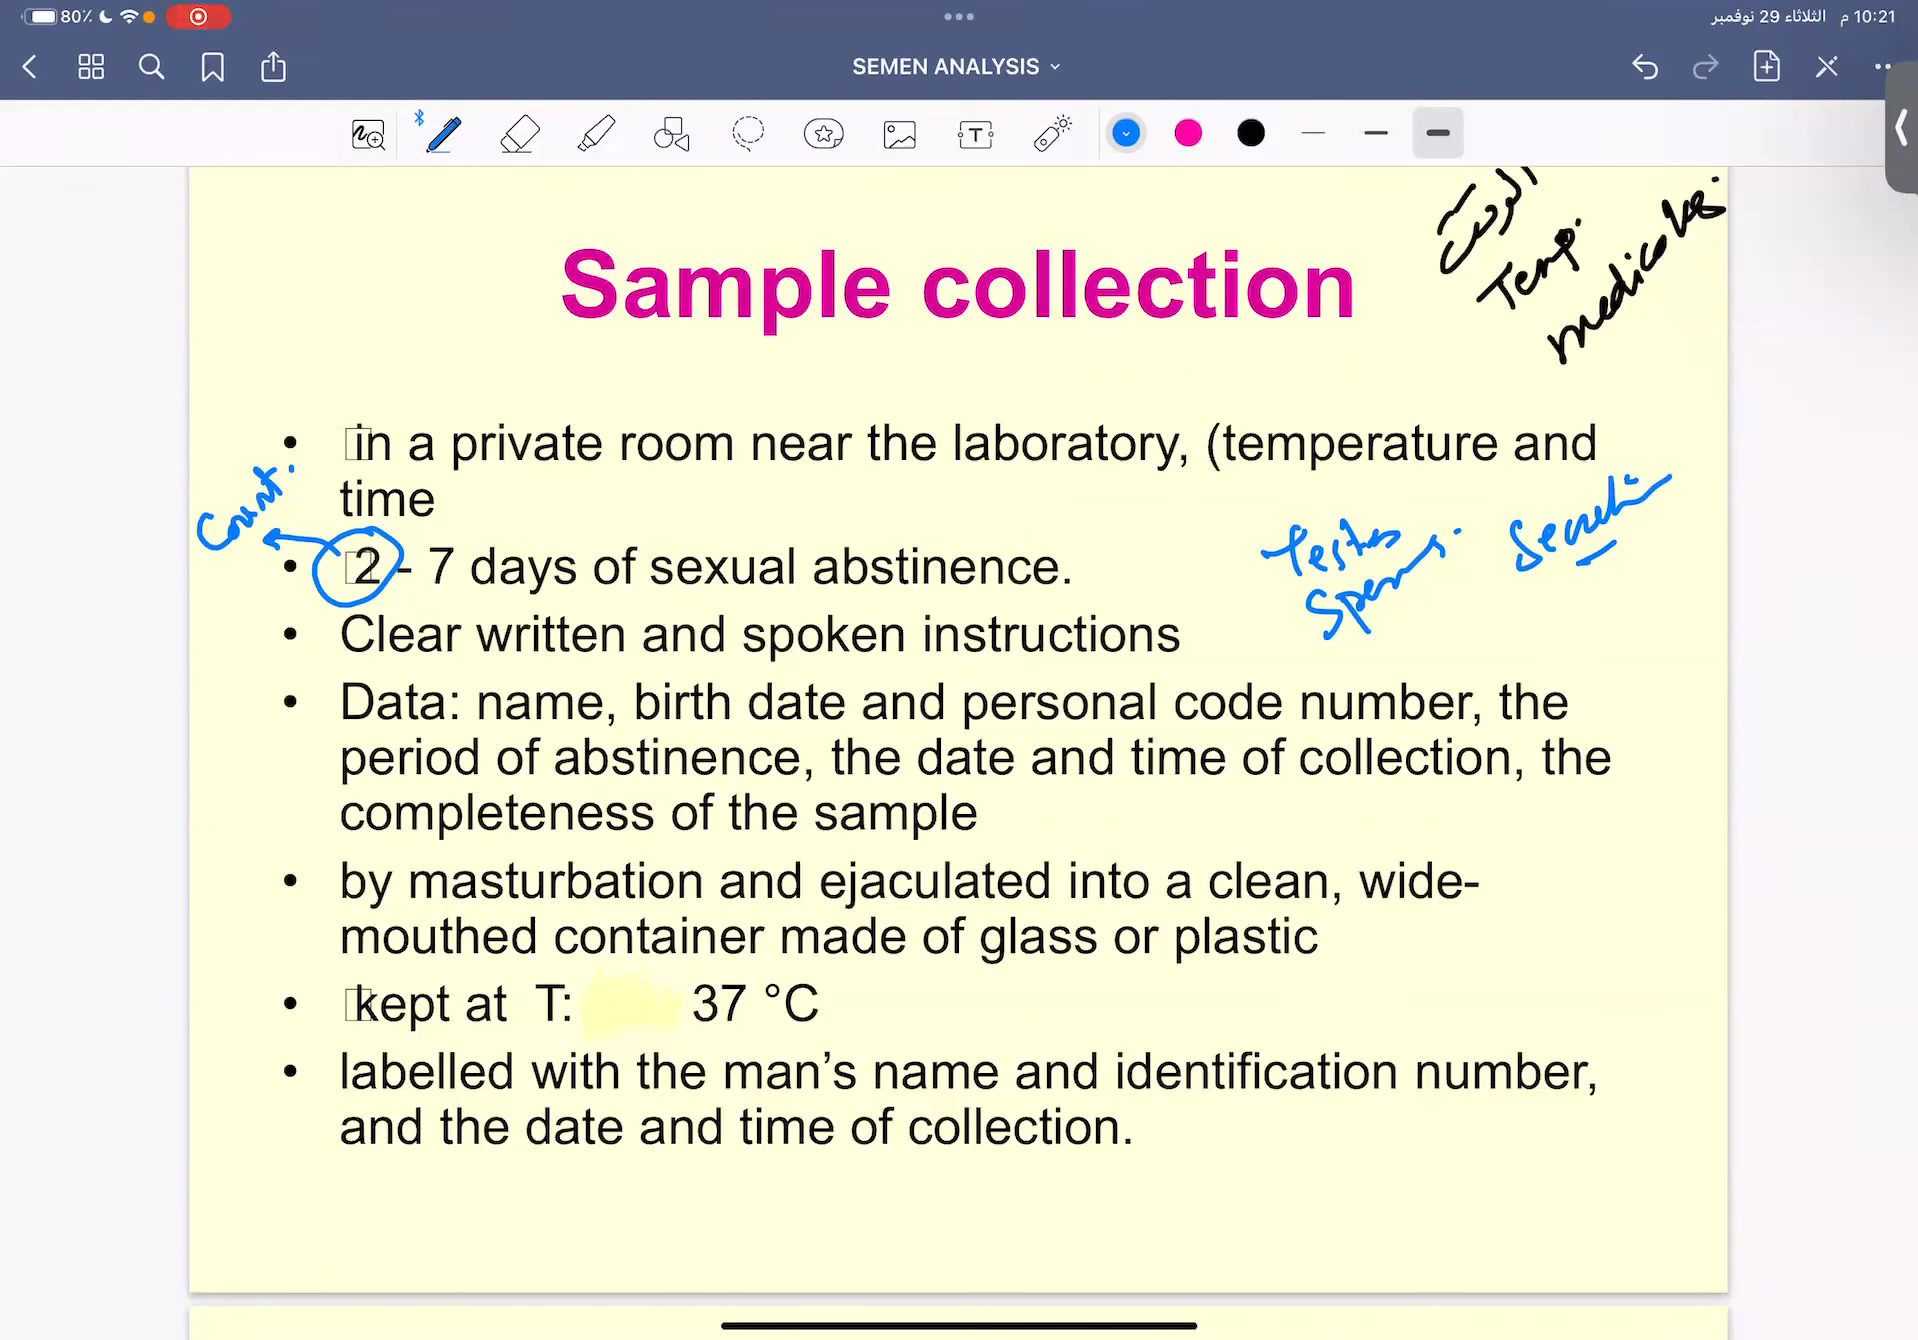 80٪
10:21 م الثلاثاء 29 نوفمبر
SEMEN ANALYSIS
T
Temp.
Sample collection
• in a private room near the laboratory, (temperature and
time
Count.
Testes
Sperms.
• 2 - 7 days of sexual abstinence.
• Clear written and spoken instructions
• Data: name, birth date and personal code number, the
period of abstinence, the date and time of collection, the
completeness of the sample
• by masturbation and ejaculated into a clean, wide-
mouthed container made of glass or plastic
• kept at T: 37 °C
• labelled with the man’s name and identification number,
and the date and time of collection.